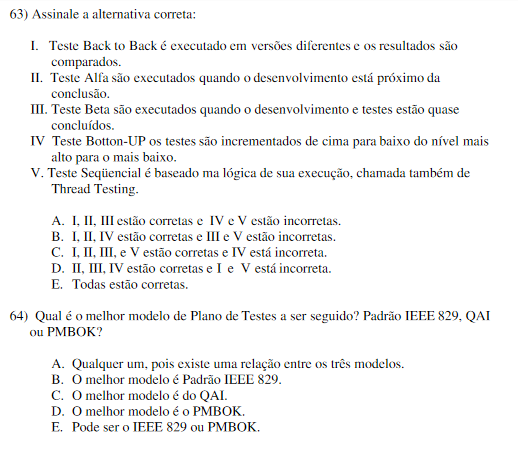 63) Assinale a alternativa correta:
I. Teste Back to Back é executado em versões diferentes e os resultados são
comparados.
II. Teste Alfa são executados quando o desenvolvimento está próximo da
conclusão.
III. Teste Beta são executados quando o desenvolvimento e testes estão quase
concluídos.
IV Teste Botton-UP os testes são incrementados de cima para baixo do nível mais
alto para o mais baixo.
V. Teste Seqüencial é baseado ma lógica de sua execução, chamada também de
Thread Testing.
A. I, II, III estão corretas e IV e V estão incorretas.
B. I, II, IV estão corretas e III e V estão incorretas.
C. I, II, III, e V estão corretas e IV está incorreta.
D. II, III, IV estão corretas e I e V está incorreta.
E. Todas estão corretas.
64) Qual é o melhor modelo de Plano de Testes a ser seguido? Padrão IEEE 829, QAI
ou PMBOK?
A. Qualquer um, pois existe uma relação entre os três modelos.
B. O melhor modelo é Padrão IEEE 829.
C. O melhor modelo é do QAI.
D. O melhor modelo é o PMBOK.
E. Pode ser o IEEE 829 ou PMBOK.